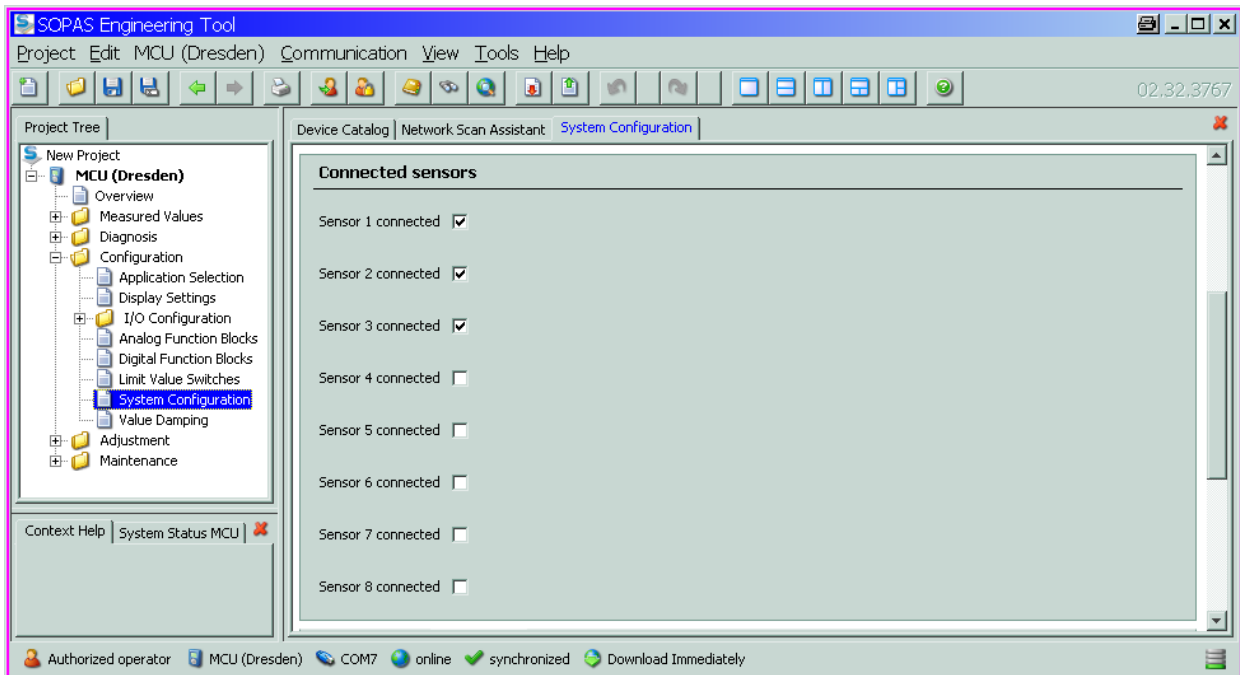 SOPAS Engineering Tool
Project Edit MCU (Dresden) Communication View Tools Help
02.32.3767
Project Tree
Device Catalog Network Scan Assistant System Configuration
New Project
MCU (Dresden)
Overview
Measured Values
Diagnosis
Configuration
Application Selection
Display Settings
I/O Configuration
Analog Function Blocks
Digital Function Blocks
Limit Value Switches
System Configuration
Value Damping
Adjustment
Maintenance
Connected sensors
Sensor 1 connected
Sensor 2 connected
Sensor 3 connected
Sensor 4 connected
Sensor 5 connected
Sensor 6 connected
Sensor 7 connected
Sensor 8 connected
Context Help System Status MCU
Authorized operator MCU (Dresden) COM7 online synchronized Download Immediately